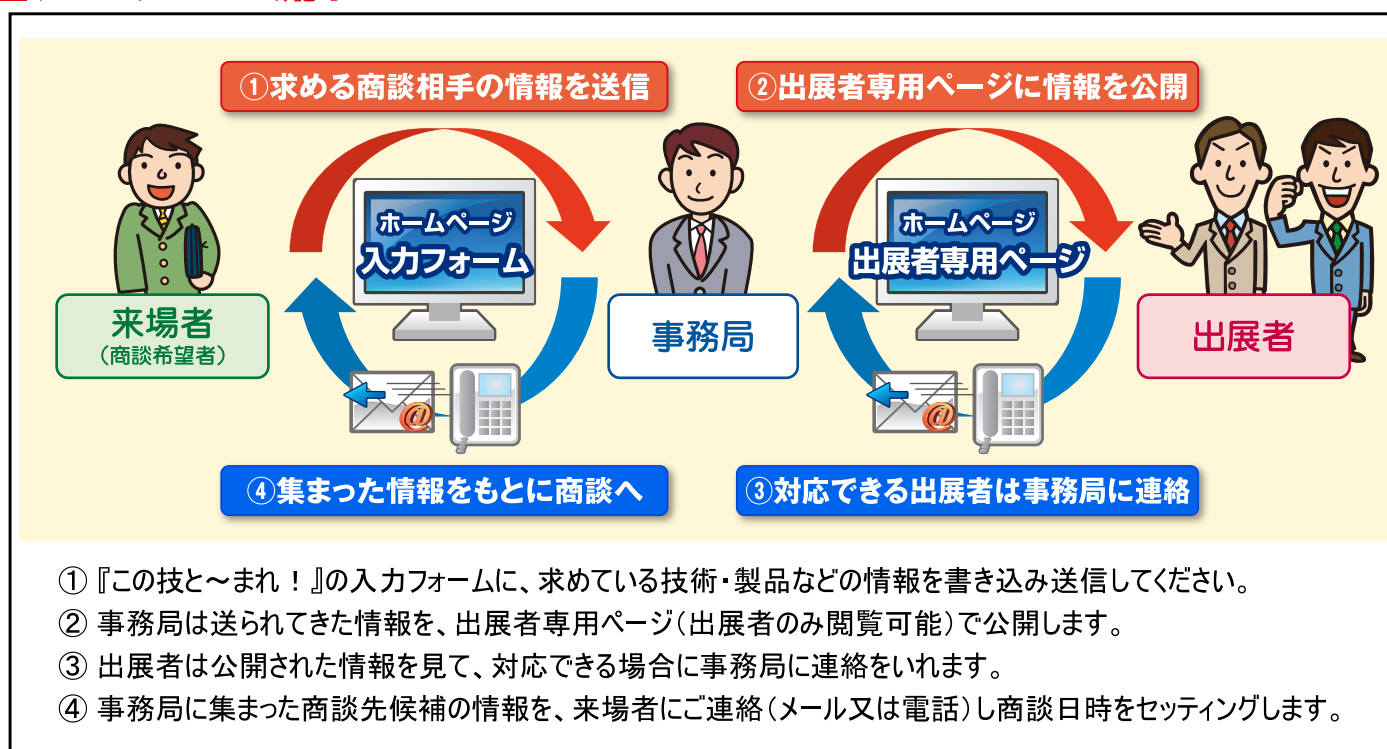 ①求める商談相手の情報を送信
②出展者専用ページに情報を公開
ホームページ
入力フォーム
ホームページ
出展者専用ページ
来場者
(商談希望者)
事務局
出展者
@
@
④集まった情報をもとに商談へ
③対応できる出展者は事務局に連絡
① 『この技と～まれ！』の入力フォームに、求めている技術・製品などの情報を書き込み送信してください。
② 事務局は送られてきた情報を、出展者専用ページ(出展者のみ閲覧可能)で公開します。
③ 出展者は公開された情報を見て、対応できる場合に事務局に連絡をいれます。
④ 事務局に集まった商談先候補の情報を、来場者にご連絡(メール又は電話)し商談日時をセッティングします。